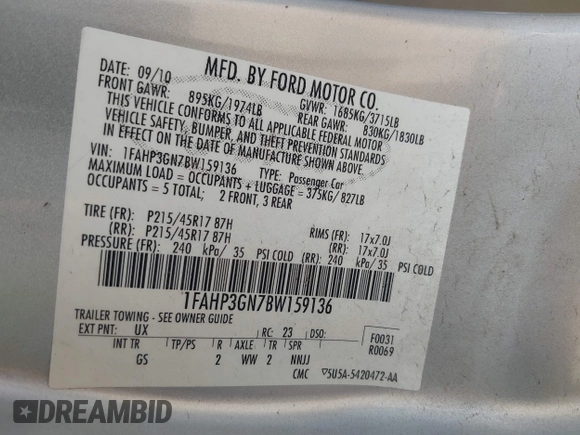 MFD. BY FORD MOTOR CO.
DATE: 09/10 GVWR: 1685KG/3715LB
FRONT GAWR: 895KG/1974LB REAR GAWR: 830KG/1830LB
THIS VEHICLE CONFORMS TO ALL APPLICABLE FEDERAL MOTOR
VEHICLE SAFETY, BUMPER, AND THEFT PREVENTION STANDARDS
IN EFFECT ON THE DATE OF MANUFACTURE SHOWN ABOVE.
VIN: 1FAHP3GN7BW159136 TYPE: Passenger Car
MAXIMUM LOAD = OCCUPANTS + LUGGAGE = 375KG/ 827LB
OCCUPANTS = 5 TOTAL; 2 FRONT, 3 REAR
TIRE (FR): P215/45R17 87H RIMS (FR): 17x7.0J
(RR): P215/45R17 87H (RR): 17x7.0J
PRESSURE (FR): 240 kPa/ 35 PSI COLD (RR): 240 kPa/ 35 PSI COLD
1FAHP3GN7BW159136
TRAILER TOWING - SEE OWNER GUIDE
EXT PNT: UX RC: 23 DSO: F0031
INT TR TP/PS R AXLE TR SPR R0069
GS 2 WW 2 NNJJ
CMC 5U5A-5420472-AA
DREAMBID